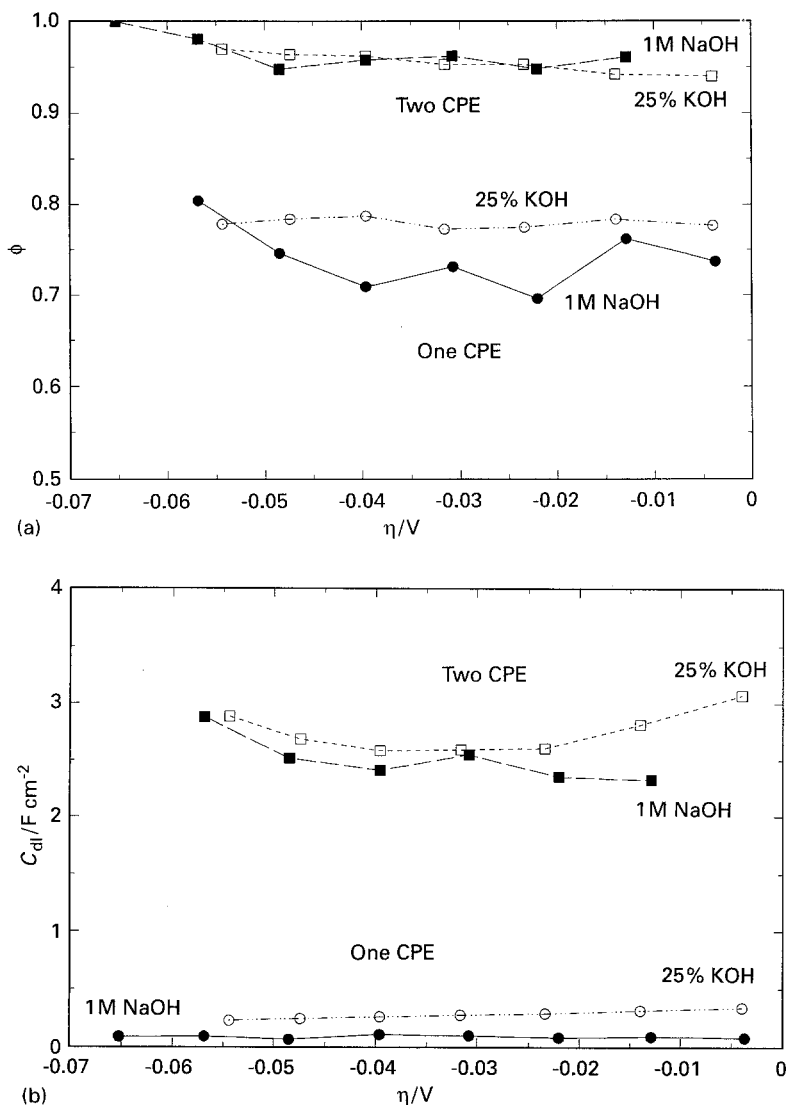 1.0
1M NaOH
25% KOH
Two CPE
0.9
0.8
25% KOH
ϕ
0.7
1M NaOH
One CPE
0.6
0.5
-0.07 -0.06 -0.05 -0.04 -0.03 -0.02 -0.01 0
(a)
η/V
4
Two CPE
25% KOH
3
1M NaOH
C_dl/F cm⁻²
2
1
One CPE
25% KOH
1M NaOH
0
-0.07 -0.06 -0.05 -0.04 -0.03 -0.02 -0.01 0
(b)
η/V